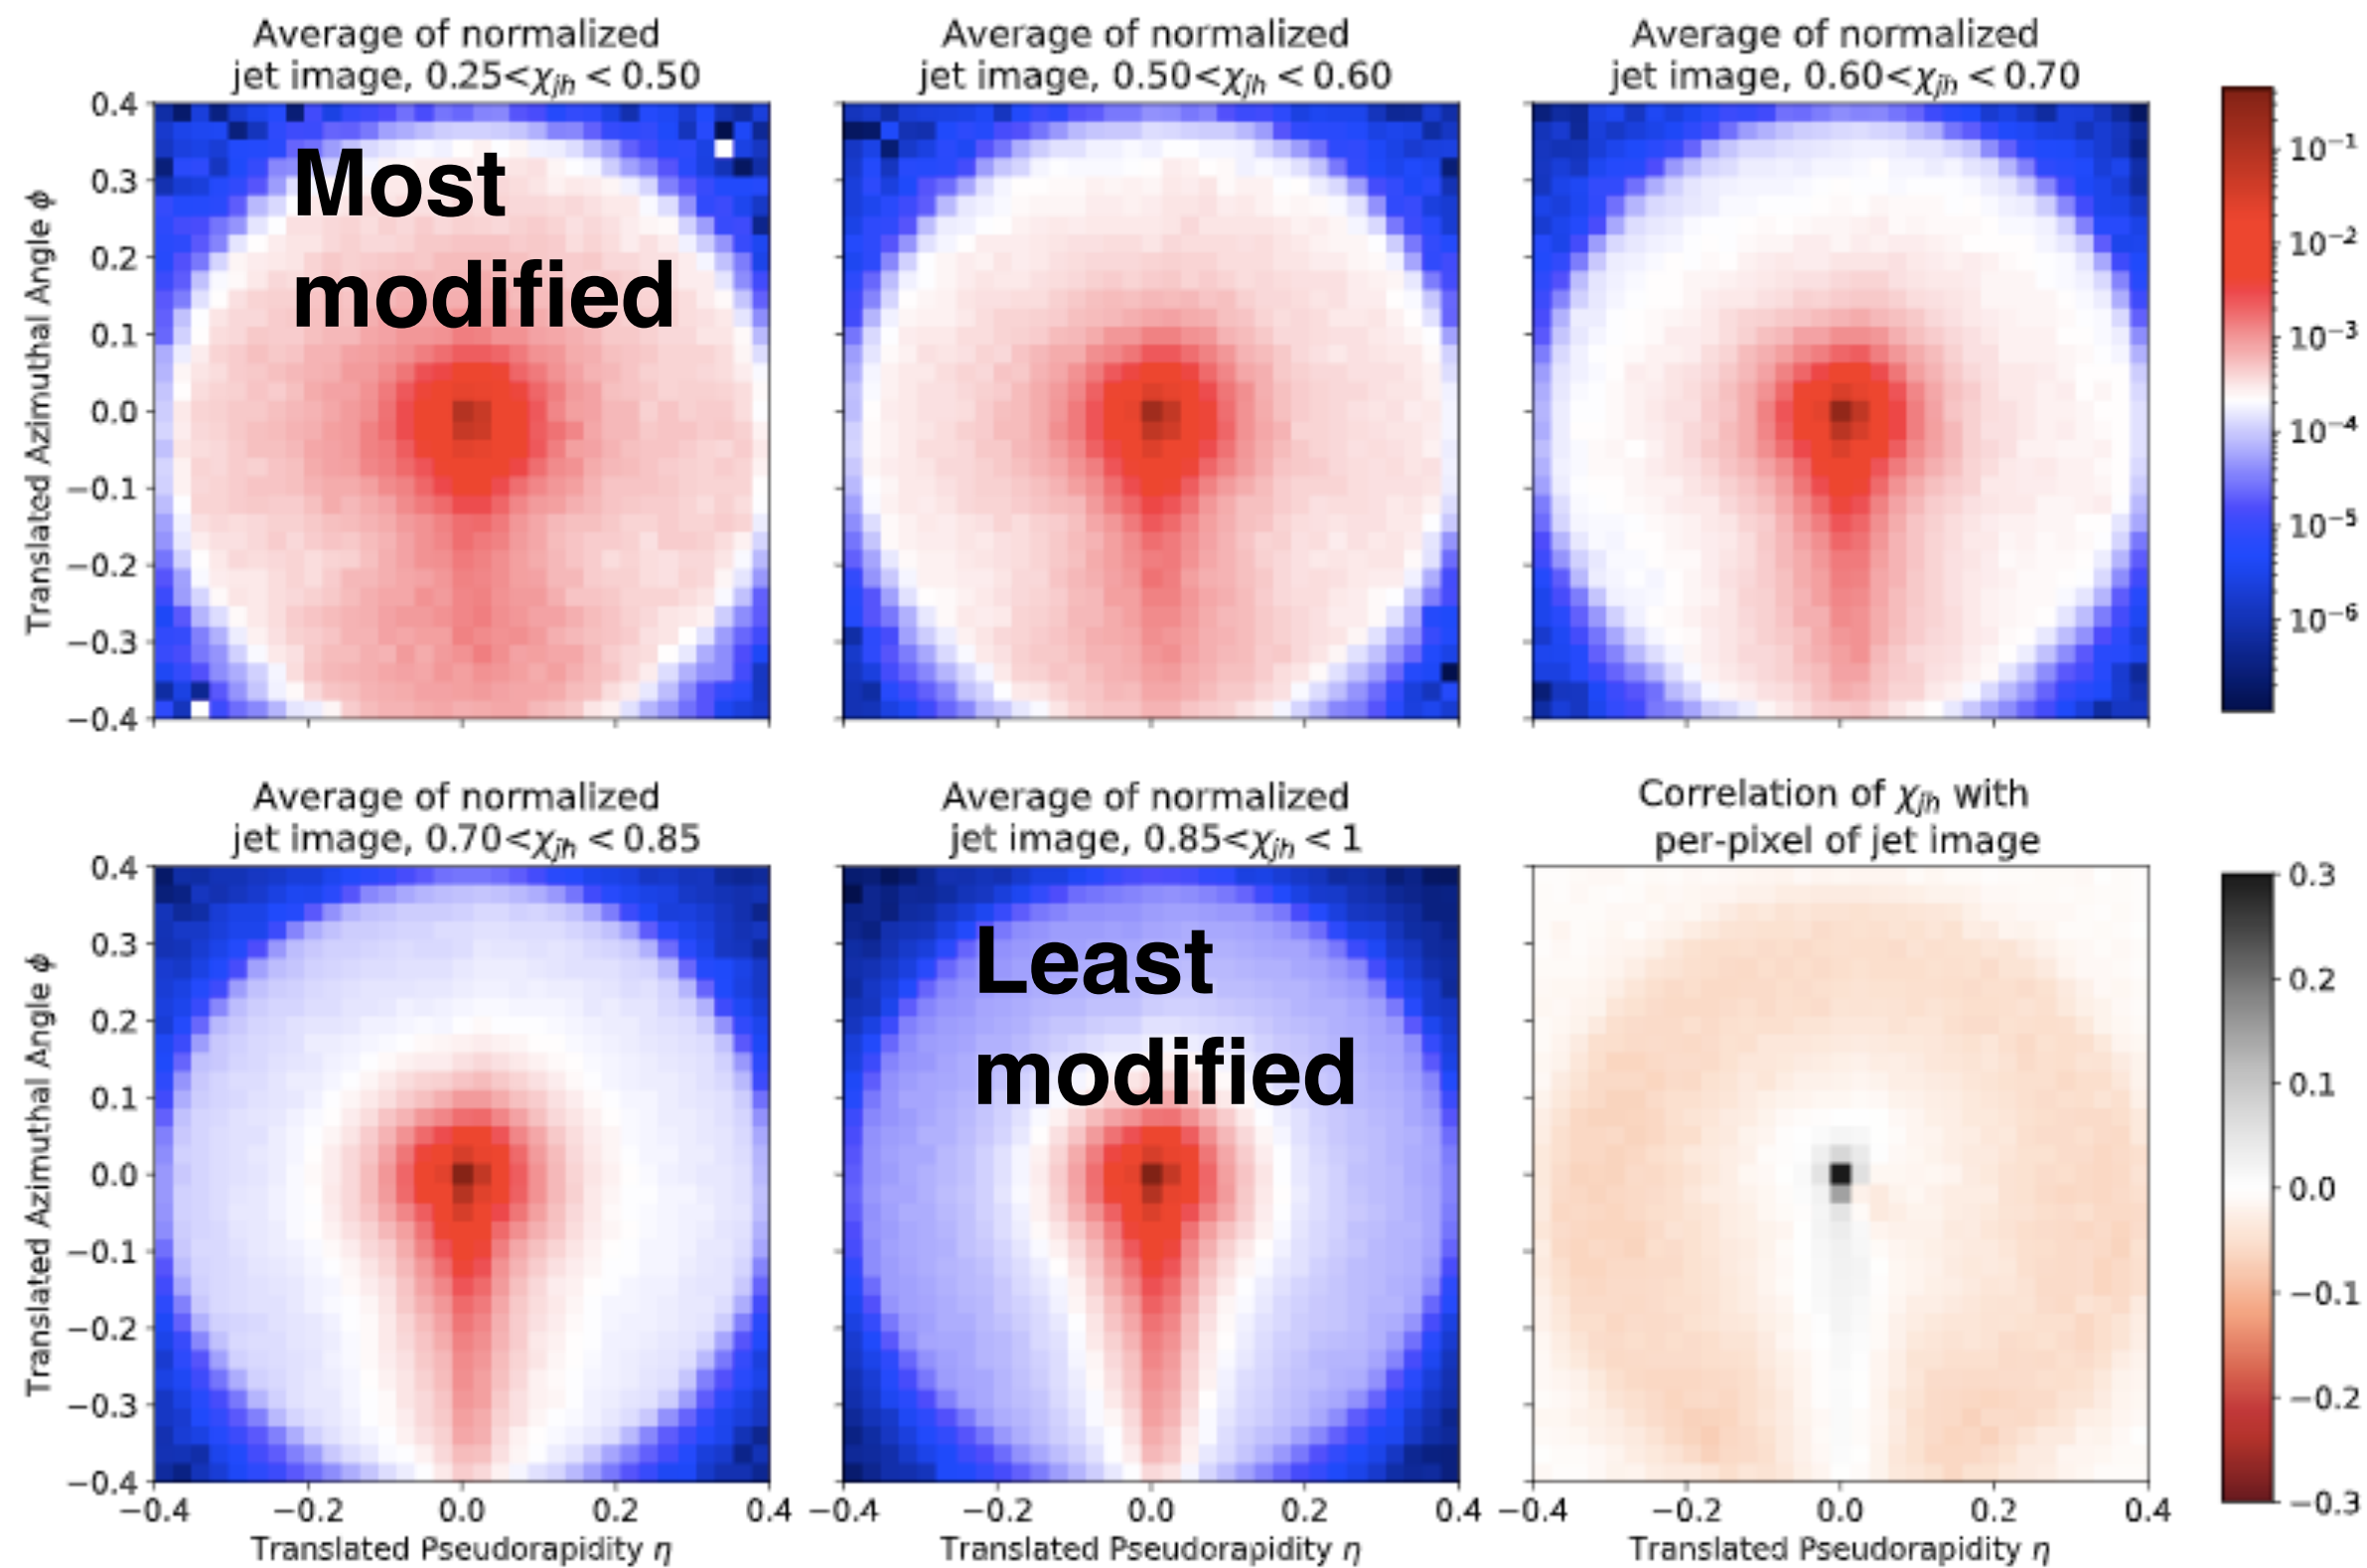 Average of normalized
jet image, 0.25<χjh < 0.50
Average of normalized
jet image, 0.50<χjh < 0.60
Average of normalized
jet image, 0.60<χjh < 0.70
Translated Azimuthal Angle ϕ
0.4
0.3
0.2
0.1
0.0
−0.1
−0.2
−0.3
−0.4
Most
modified
10⁻¹
10⁻²
10⁻³
10⁻⁴
10⁻⁵
10⁻⁶
Average of normalized
jet image, 0.70<χjh < 0.85
Average of normalized
jet image, 0.85<χjh < 1
Correlation of χjh with
per-pixel of jet image
Translated Azimuthal Angle ϕ
0.4
0.3
0.2
0.1
0.0
−0.1
−0.2
−0.3
−0.4
Least
modified
0.3
0.2
0.1
0.0
−0.1
−0.2
−0.3
−0.4 −0.2 0.0 0.2 0.4
−0.4 −0.2 0.0 0.2 0.4
−0.4 −0.2 0.0 0.2 0.4
Translated Pseudorapidity η
Translated Pseudorapidity η
Translated Pseudorapidity η